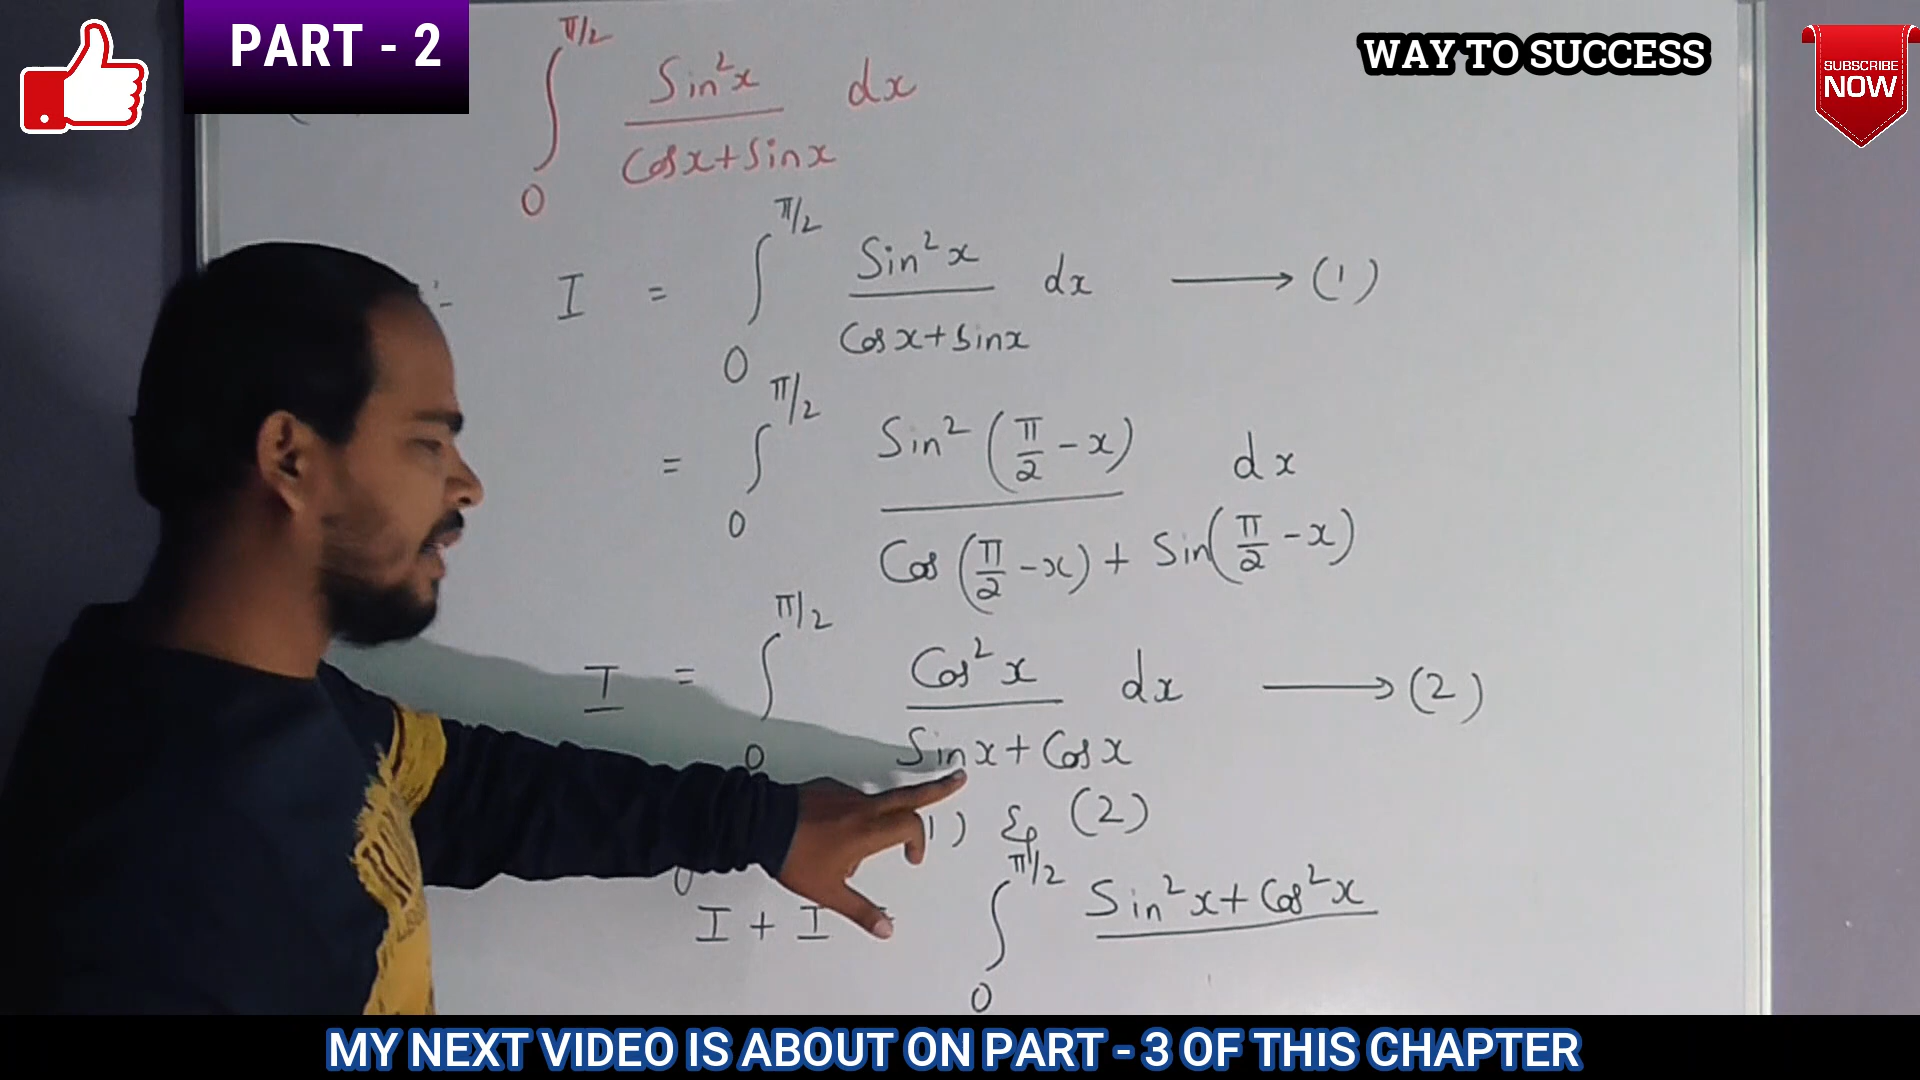 PART - 2
WAY TO SUCCESS
SUBSCRIBE
NOW
∫₀^π/2 Sin²x / Cosx+Sinx dx
I = ∫₀^π/2 Sin²x / Cosx+Sinx dx ⟶ (1)
= ∫₀^π/2 Sin²(π/2 - x) / Cos(π/2 - x) + Sin(π/2 - x) dx
I = ∫₀^π/2 Cos²x / Sinx+Cosx dx ⟶ (2)
1) & (2)
I + I = ∫₀^π/2 Sin²x+Cos²x
MY NEXT VIDEO IS ABOUT ON PART - 3 OF THIS CHAPTER